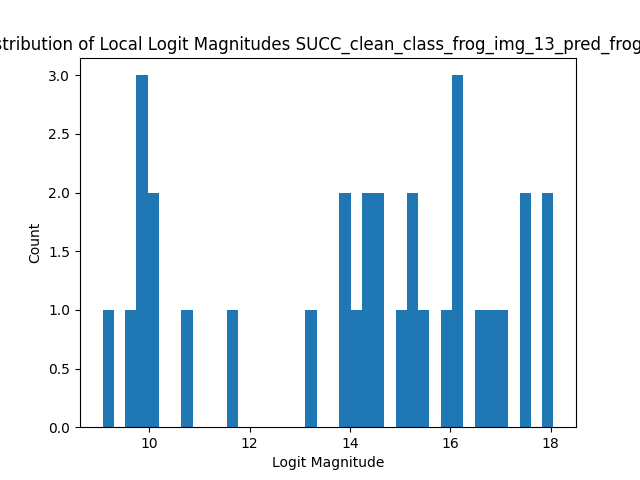 stribution of Local Logit Magnitudes SUCC_clean_class_frog_img_13_pred_frog
3.0
2.5
2.0
1.5
1.0
0.5
0.0
Count
10 12 14 16 18
Logit Magnitude